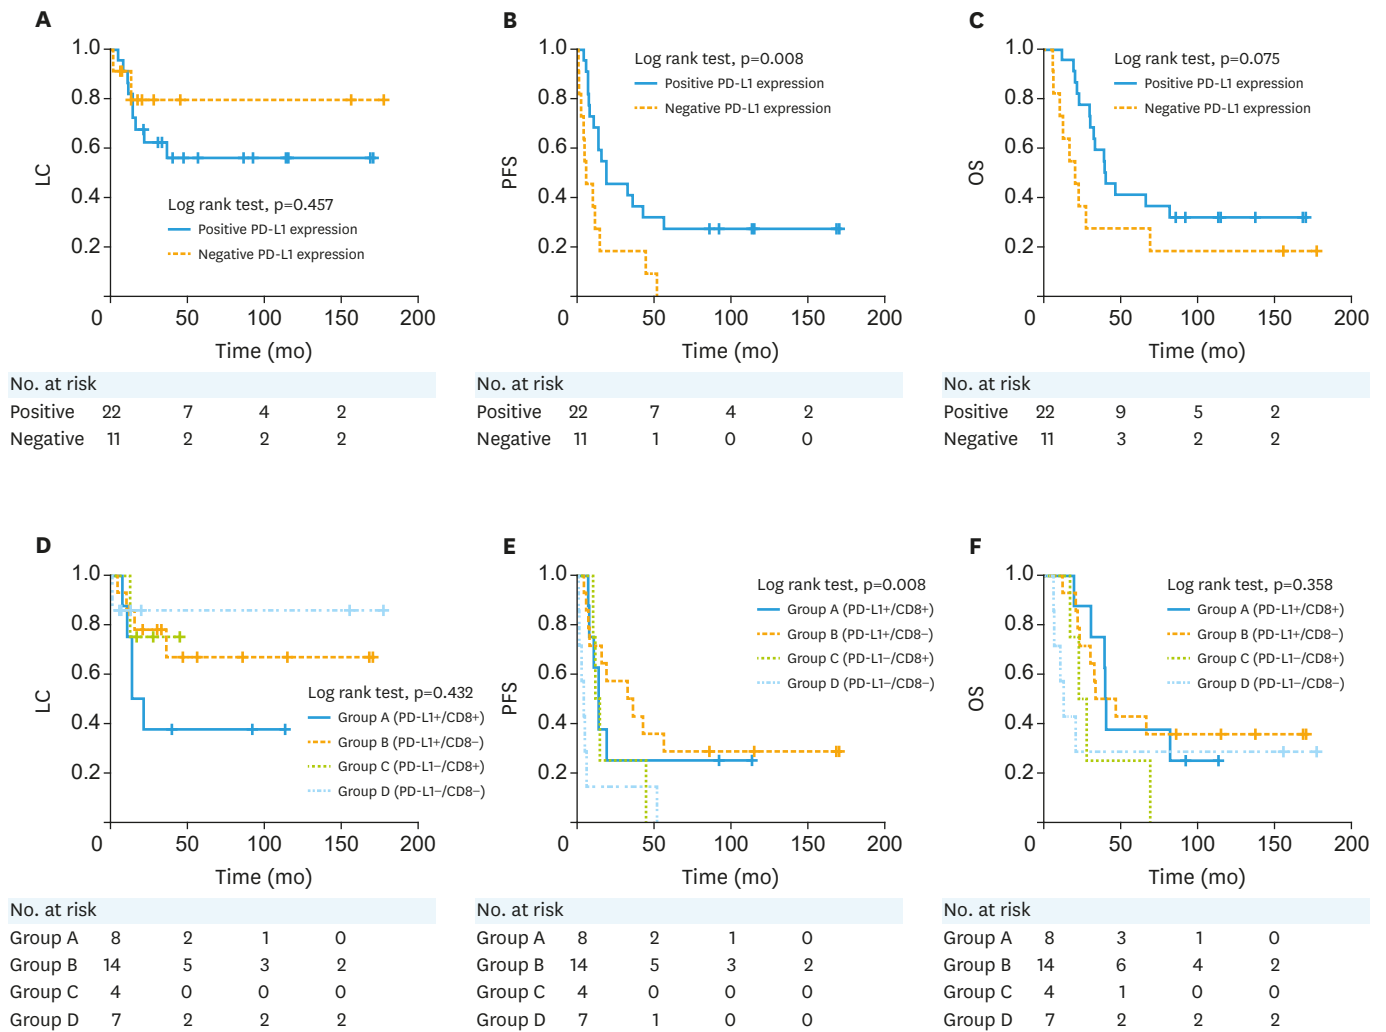 A
1.0
0.8
0.6
0.4
0.2
LC
Log rank test, p=0.457
Positive PD-L1 expression
Negative PD-L1 expression
0 50 100 150 200
Time (mo)
No. at risk
Positive 22 7 4 2
Negative 11 2 2 2
B
1.0
0.8
0.6
0.4
0.2
PFS
Log rank test, p=0.008
Positive PD-L1 expression
Negative PD-L1 expression
0 50 100 150 200
Time (mo)
No. at risk
Positive 22 7 4 2
Negative 11 1 0 0
C
1.0
0.8
0.6
0.4
0.2
OS
Log rank test, p=0.075
Positive PD-L1 expression
Negative PD-L1 expression
0 50 100 150 200
Time (mo)
No. at risk
Positive 22 9 5 2
Negative 11 3 2 2
D
1.0
0.8
0.6
0.4
0.2
LC
Log rank test, p=0.432
Group A (PD-L1+/CD8+)
Group B (PD-L1+/CD8−)
Group C (PD-L1−/CD8+)
Group D (PD-L1−/CD8−)
0 50 100 150 200
Time (mo)
No. at risk
Group A 8 2 1 0
Group B 14 5 3 2
Group C 4 0 0 0
Group D 7 2 2 2
E
1.0
0.8
0.6
0.4
0.2
PFS
Log rank test, p=0.008
Group A (PD-L1+/CD8+)
Group B (PD-L1+/CD8−)
Group C (PD-L1−/CD8+)
Group D (PD-L1−/CD8−)
0 50 100 150 200
Time (mo)
No. at risk
Group A 8 2 1 0
Group B 14 5 3 2
Group C 4 0 0 0
Group D 7 1 0 0
F
1.0
0.8
0.6
0.4
0.2
OS
Log rank test, p=0.358
Group A (PD-L1+/CD8+)
Group B (PD-L1+/CD8−)
Group C (PD-L1−/CD8+)
Group D (PD-L1−/CD8−)
0 50 100 150 200
Time (mo)
No. at risk
Group A 8 3 1 0
Group B 14 6 4 2
Group C 4 1 0 0
Group D 7 2 2 2